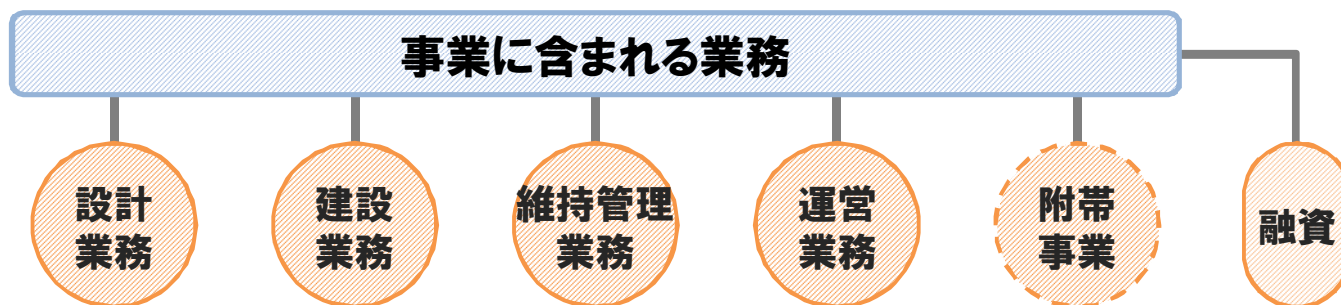 事業に含まれる業務
設計
業務
建設
業務
維持管理
業務
運営
業務
附帯
事業
融資